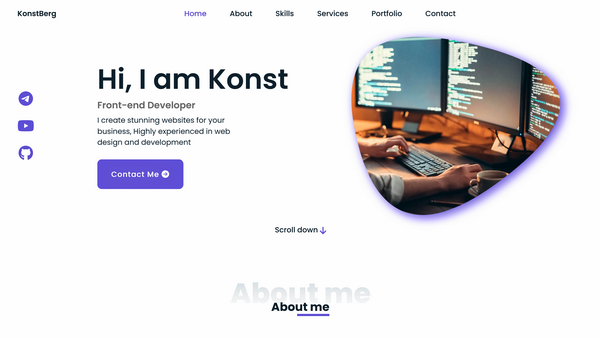 KonstBerg
Home About Skills Services Portfolio Contact
Hi, I am Konst
Front-end Developer
I create stunning websites for your
business, Highly experienced in web
design and development
Contact Me
Scroll down
About me
About me